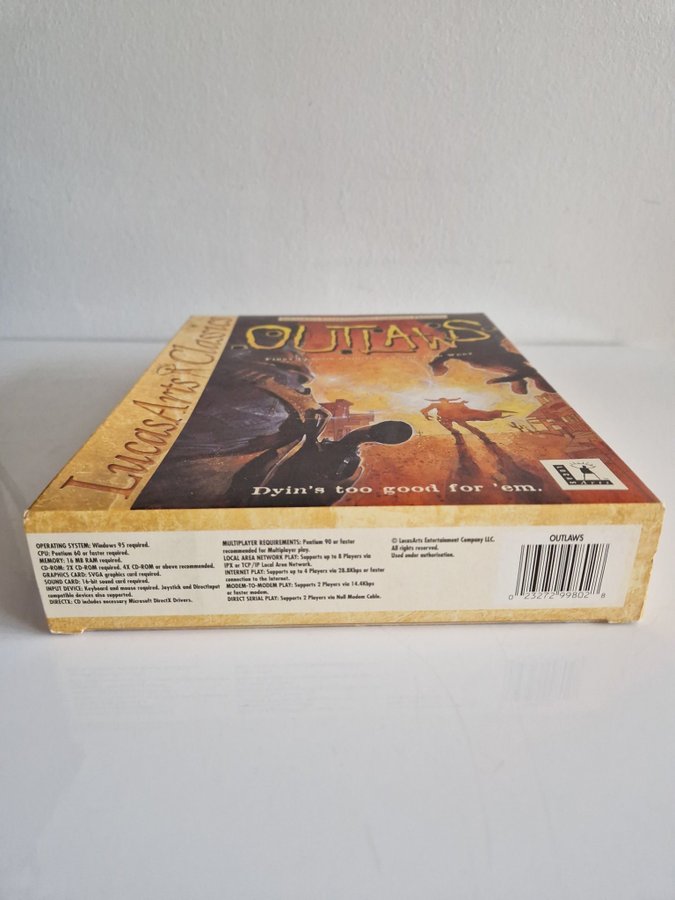 LucasArts Classics
OUTLAWS
Dyin's too good for 'em.
OPERATING SYSTEM: Windows 95 required.
CPU: Pentium 60 or faster required.
MEMORY: 16 MB RAM required.
CD-ROM: 2X CD-ROM required. 4X CD-ROM or above recommended.
GRAPHICS CARD: SVGA graphics card required.
SOUND CARD: 16-bit sound card required.
INPUT DEVICE: Keyboard and mouse required. Joystick and DirectInput
compatible devices also supported.
DIRECTX: CD includes necessary Microsoft DirectX Drivers.
MULTIPLAYER REQUIREMENTS: Pentium 90 or faster
recommended for Multiplayer play.
LOCAL AREA NETWORK PLAY: Supports up to 8 Players via
IPX or TCP/IP Local Area Network.
INTERNET PLAY: Supports up to 4 Players via 28.8Kbps or faster
connection to the Internet.
MODEM-TO-MODEM PLAY: Supports 2 Players via 14.4Kbps
or faster modem.
DIRECT SERIAL PLAY: Supports 2 Players via Null Modem Cable.
© LucasArts Entertainment Company LLC.
All rights reserved.
Used under authorization.
OUTLAWS
0 23272 99802 8